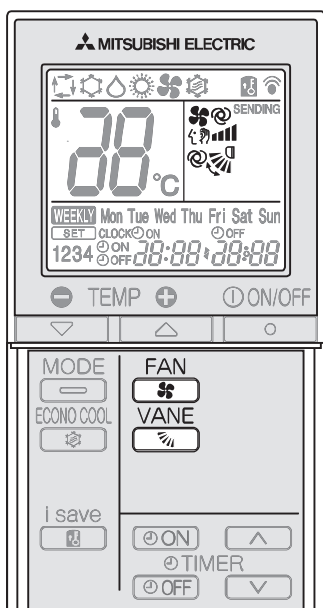 MITSUBISHI ELECTRIC
SENDING
88°C
WEEKLY Mon Tue Wed Thu Fri Sat Sun
SET CLOCK ON OFF
1234 ON OFF 88:88 88:88
TEMP ON/OFF
MODE FAN
ECONO COOL VANE
i save
ON
TIMER
OFF